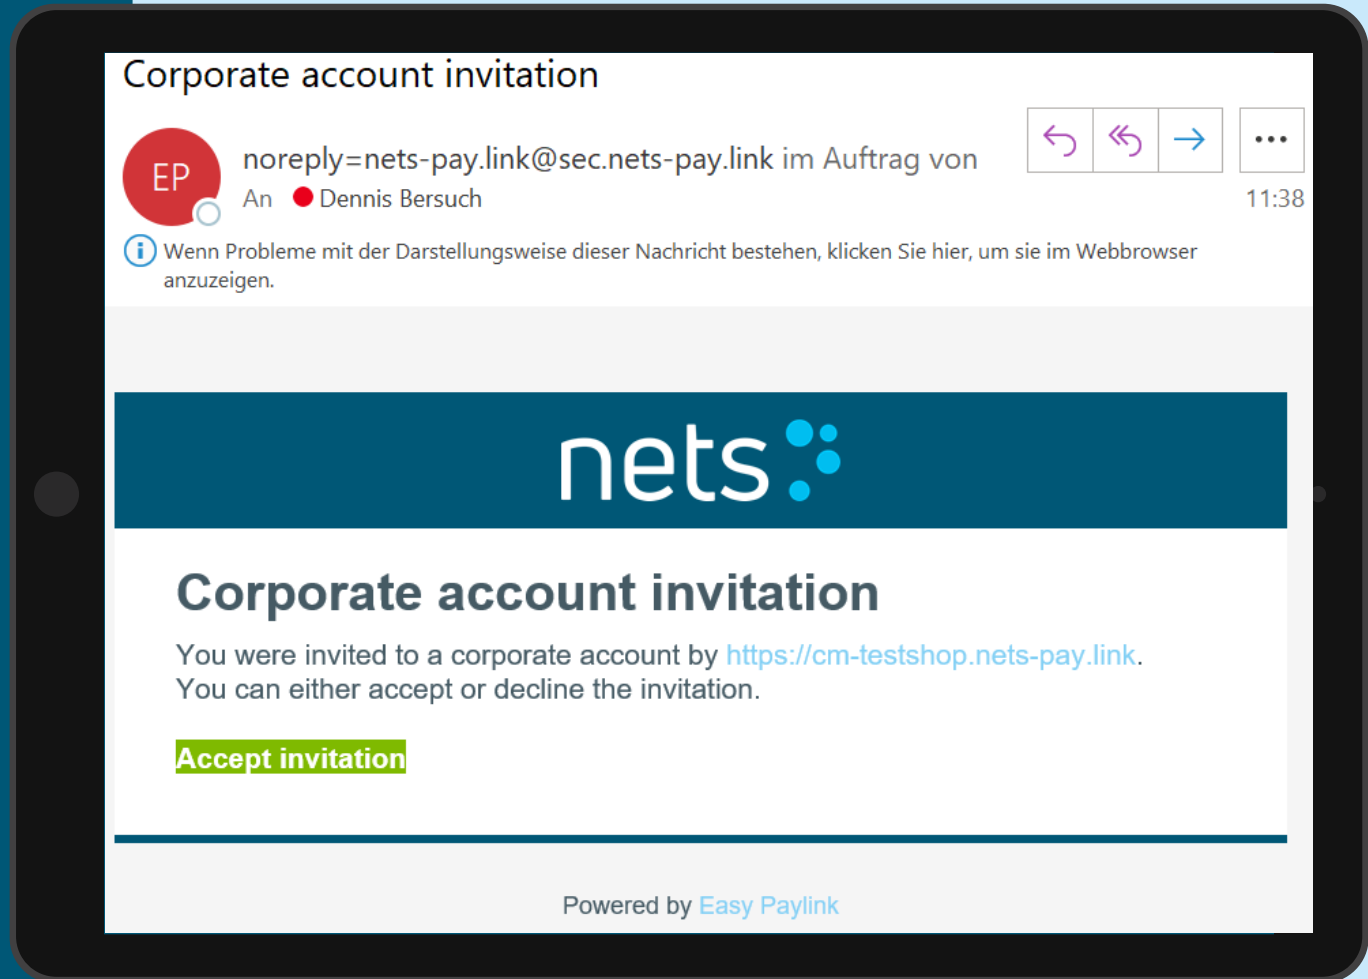 Corporate account invitation
EP
noreply=nets-pay.link@sec.nets-pay.link im Auftrag von
An Dennis Bersuch
11:38
Wenn Probleme mit der Darstellungsweise dieser Nachricht bestehen, klicken Sie hier, um sie im Webbrowser
anzuzeigen.
nets
Corporate account invitation
You were invited to a corporate account by https://cm-testshop.nets-pay.link.
You can either accept or decline the invitation.
Accept invitation
Powered by Easy Paylink